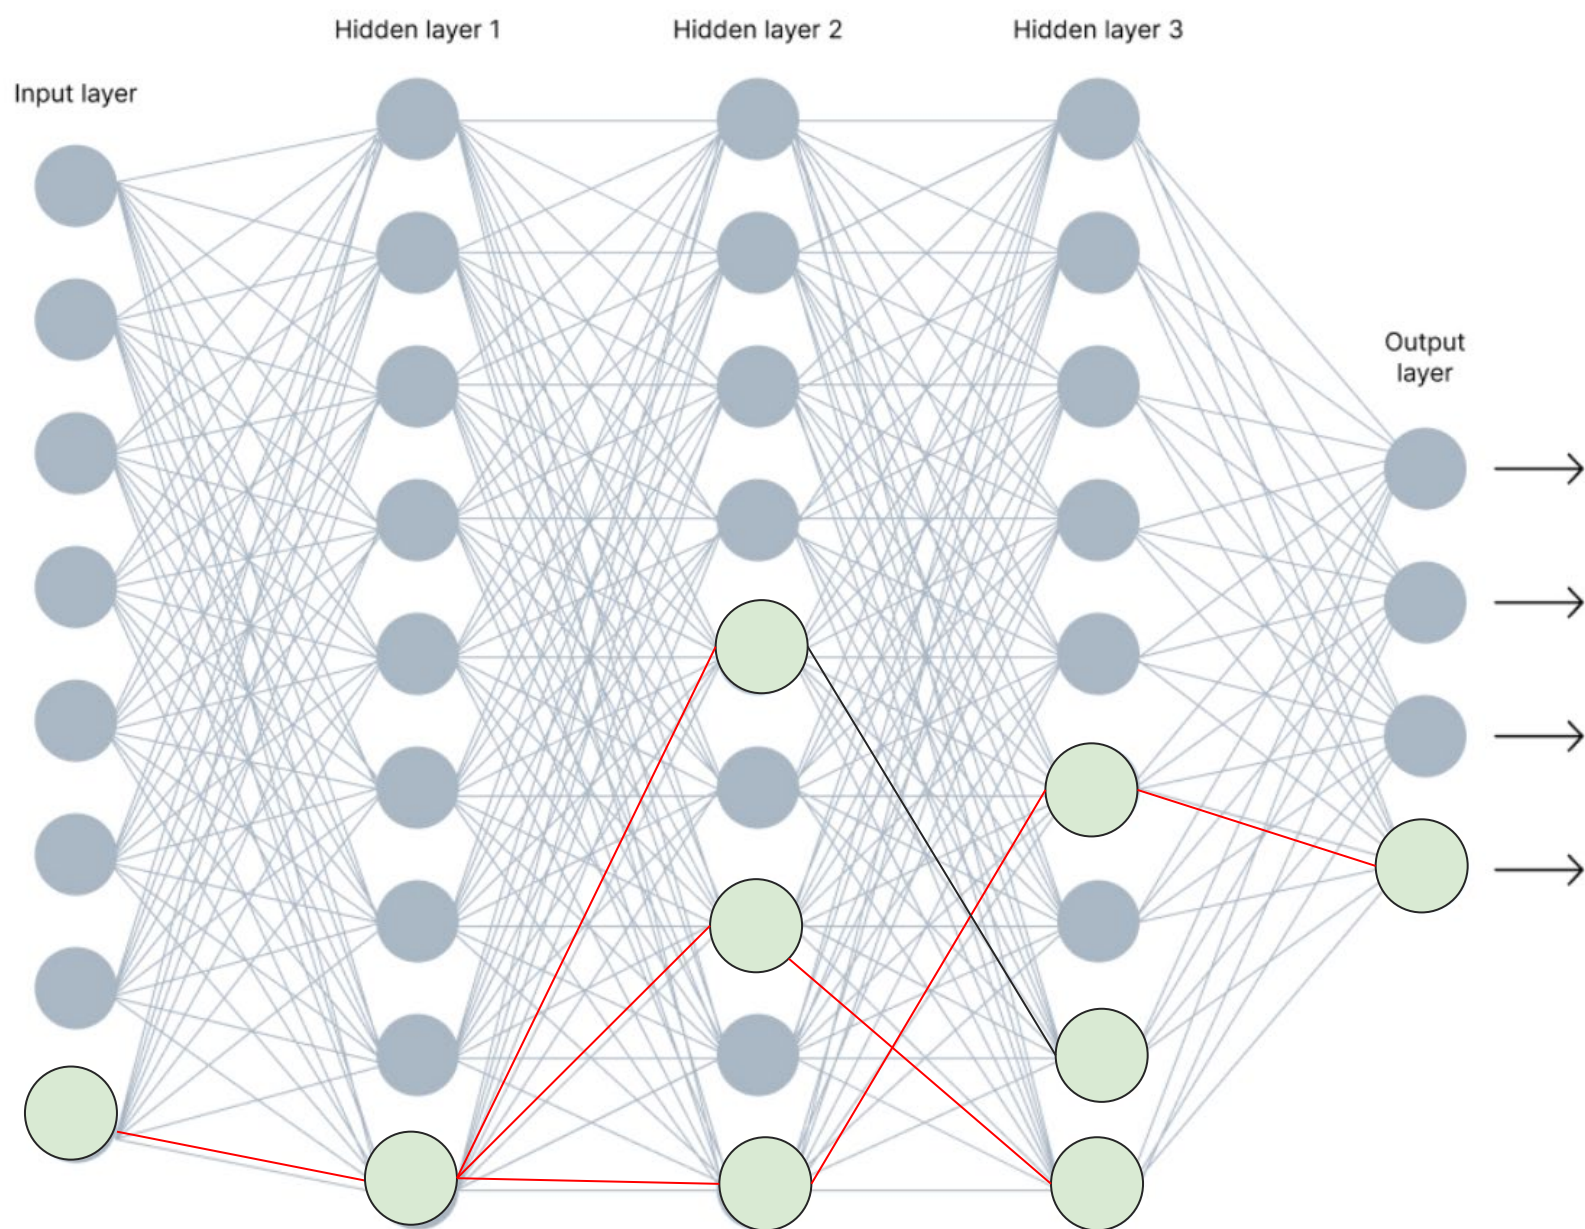 Hidden layer 1
Hidden layer 2
Hidden layer 3
Input layer
Output
layer